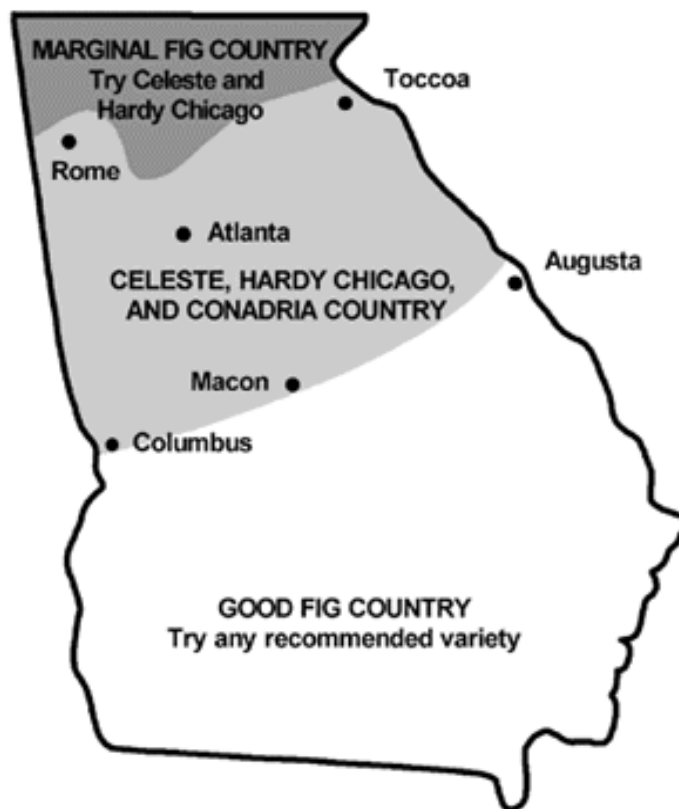 MARGINAL FIG COUNTRY
Try Celeste and
Hardy Chicago
Toccoa
Rome
Atlanta
Augusta
CELESTE, HARDY CHICAGO,
AND CONADRIA COUNTRY
Macon
Columbus
GOOD FIG COUNTRY
Try any recommended variety